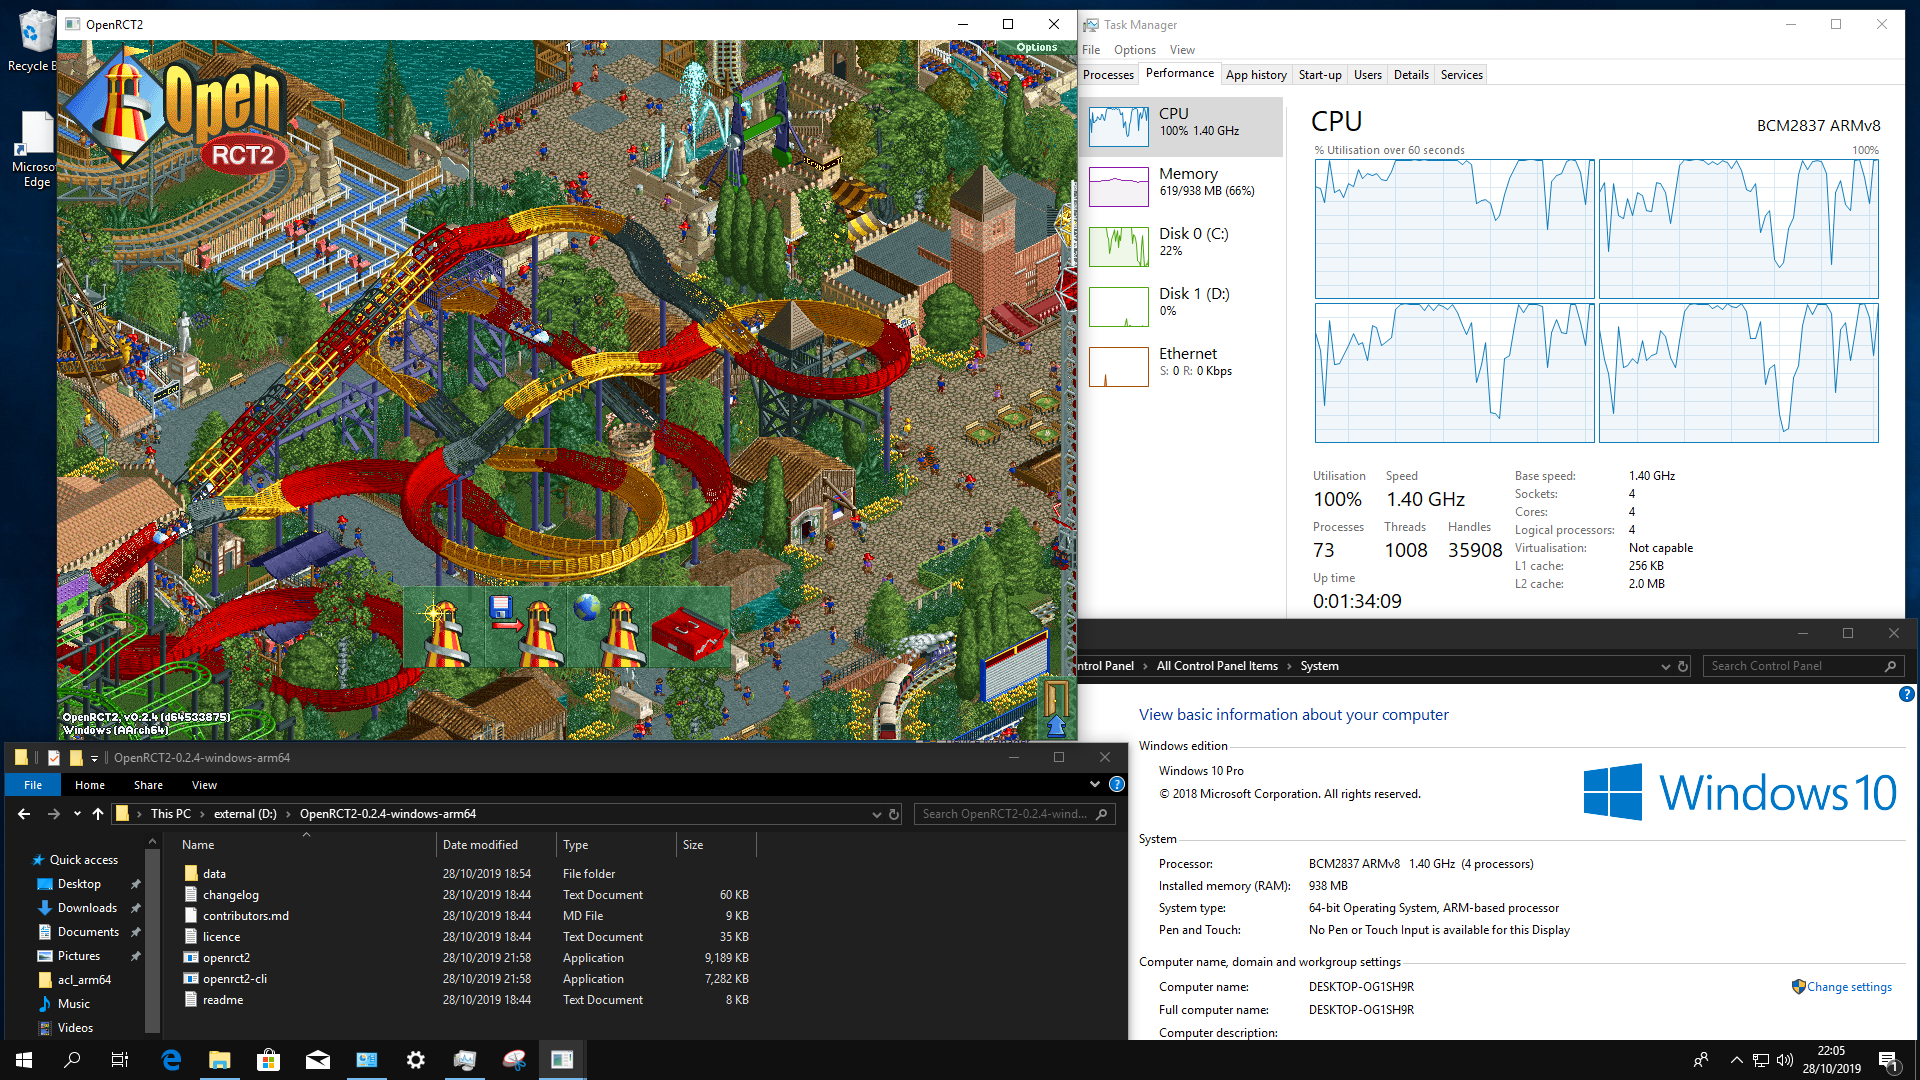 Recycle B
Microso
Edge
OpenRCT2
Options
1
Open
RCT2
OpenRCT2, v0.2.4 (d64533875)
Windows (AArch64)
Task Manager
File Options View
Processes Performance App history Start-up Users Details Services
CPU
100% 1.40 GHz
Memory
619/938 MB (66%)
Disk 0 (C:)
22%
Disk 1 (D:)
0%
Ethernet
S: 0 R: 0 Kbps
CPU BCM2837 ARMv8
% Utilisation over 60 seconds 100%
Utilisation Speed
100% 1.40 GHz
Processes Threads Handles
73 1008 35908
Up time
0:01:34:09
Base speed: 1.40 GHz
Sockets: 4
Cores: 4
Logical processors: 4
Virtualisation: Not capable
L1 cache: 256 KB
L2 cache: 2.0 MB
ntrol Panel › All Control Panel Items › System Search Control Panel
View basic information about your computer
Windows edition
Windows 10 Pro
© 2018 Microsoft Corporation. All rights reserved.
Windows 10
System
Processor: BCM2837 ARMv8 1.40 GHz (4 processors)
Installed memory (RAM): 938 MB
System type: 64-bit Operating System, ARM-based processor
Pen and Touch: No Pen or Touch Input is available for this Display
Computer name, domain and workgroup settings
Computer name: DESKTOP-OG1SH9R
Change settings
Full computer name: DESKTOP-OG1SH9R
Computer description:
OpenRCT2-0.2.4-windows-arm64
File Home Share View
This PC › external (D:) › OpenRCT2-0.2.4-windows-arm64 Search OpenRCT2-0.2.4-wind...
Quick access
Desktop
Downloads
Documents
Pictures
acl_arm64
Music
Videos
Name Date modified Type Size
data 28/10/2019 18:54 File folder
changelog 28/10/2019 18:44 Text Document 60 KB
contributors.md 28/10/2019 18:44 MD File 9 KB
licence 28/10/2019 18:44 Text Document 35 KB
openrct2 28/10/2019 21:58 Application 9,189 KB
openrct2-cli 28/10/2019 21:58 Application 7,282 KB
readme 28/10/2019 18:44 Text Document 8 KB
22:05
28/10/2019
1